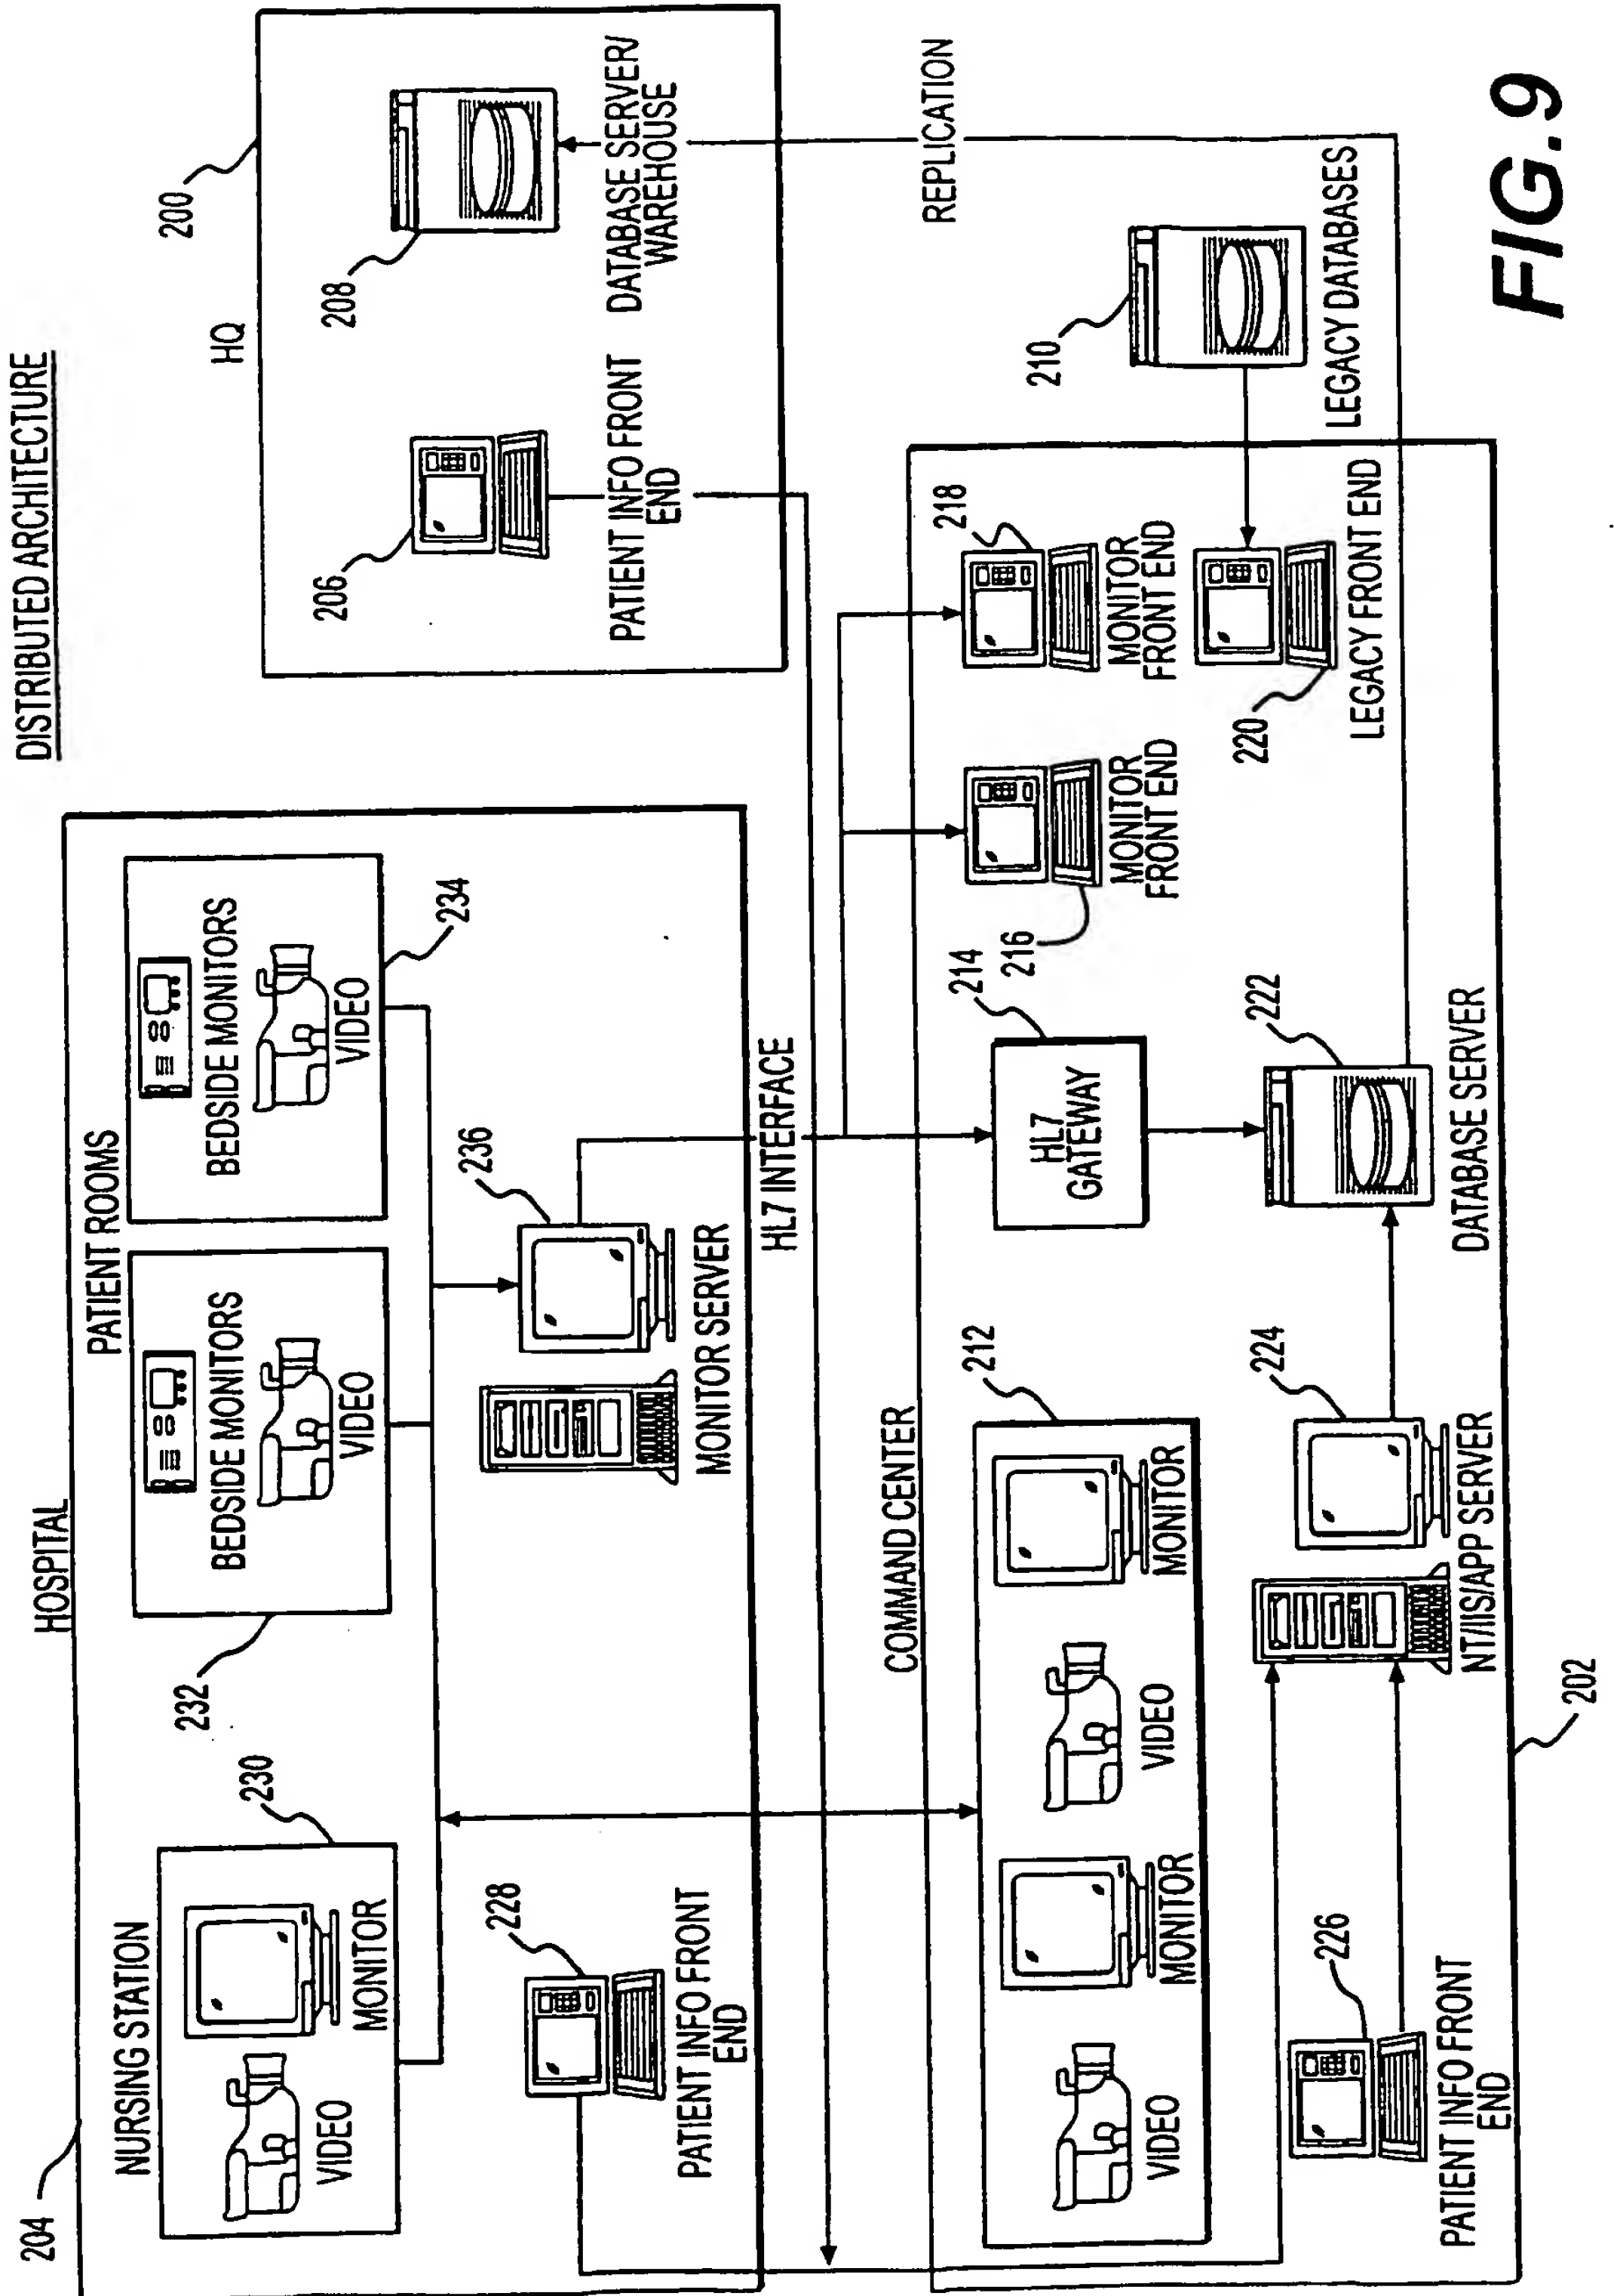 DISTRIBUTED ARCHITECTURE
204
HOSPITAL
NURSING STATION
230
VIDEO
MONITOR
PATIENT ROOMS
232
BEDSIDE MONITORS
VIDEO
BEDSIDE MONITORS
VIDEO
234
228
PATIENT INFO FRONT
END
236
MONITOR SERVER
HL7 INTERFACE
200
HQ
206
PATIENT INFO FRONT
END
208
DATABASE SERVER/
WAREHOUSE
REPLICATION
COMMAND CENTER
212
VIDEO
MONITOR
VIDEO
MONITOR
214
HL7
GATEWAY
216
MONITOR
FRONT END
218
MONITOR
FRONT END
210
LEGACY DATABASES
220
LEGACY FRONT END
226
PATIENT INFO FRONT
END
224
NT/IIS/APP SERVER
222
DATABASE SERVER
202
FIG. 9